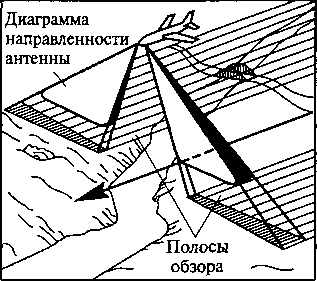 Диаграмма
направленности
антенны
Полосы
обзора